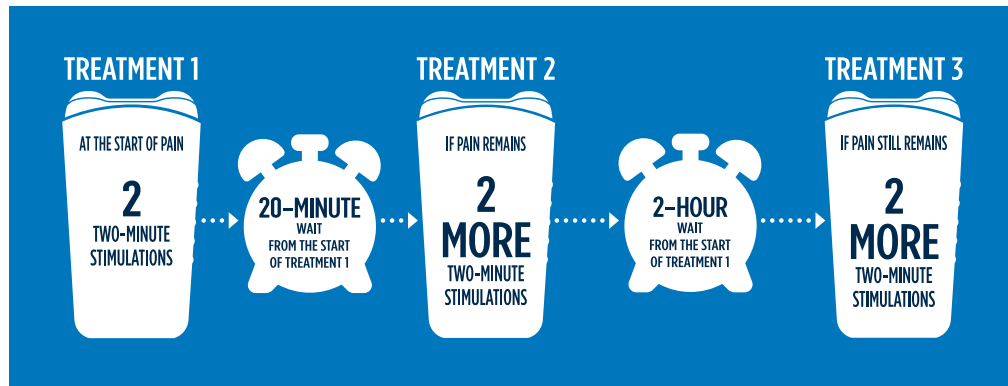 TREATMENT 1
AT THE START OF PAIN
2
TWO-MINUTE
STIMULATIONS
20-MINUTE
WAIT
FROM THE START
OF TREATMENT 1
TREATMENT 2
IF PAIN REMAINS
2
MORE
TWO-MINUTE
STIMULATIONS
2-HOUR
WAIT
FROM THE START
OF TREATMENT 1
TREATMENT 3
IF PAIN STILL REMAINS
2
MORE
TWO-MINUTE
STIMULATIONS